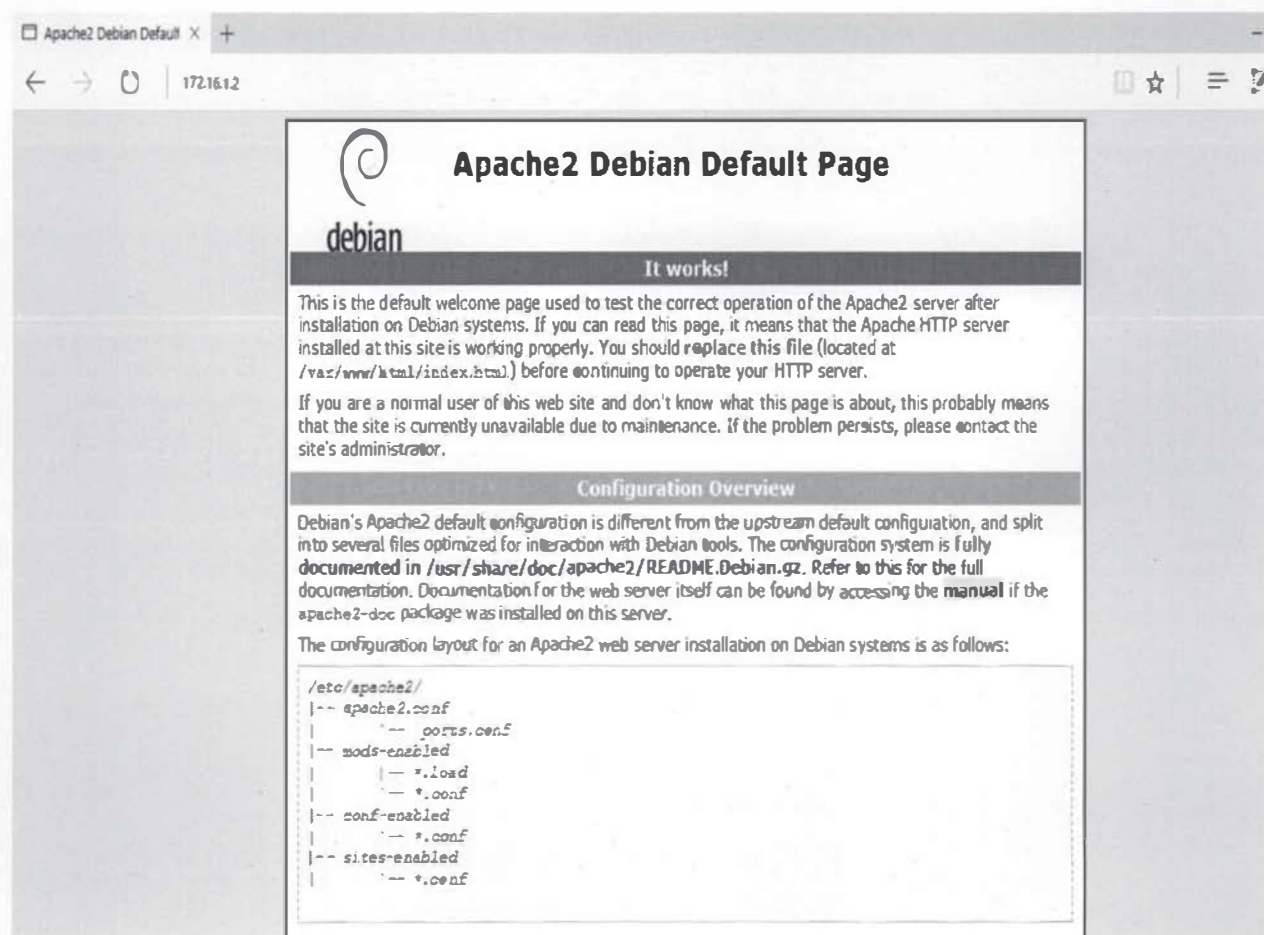 Apache2 Debian Default
172.16.1.2
Apache2 Debian Default Page
debian
It works!
This is the default welcome page used to test the correct operation of the Apache2 server after
installation on Debian systems. If you can read this page, it means that the Apache HTTP server
installed at this site is working properly. You should replace this file (located at
/var/www/html/index.html) before continuing to operate your HTTP server.
If you are a normal user of this web site and don't know what this page is about, this probably means
that the site is currently unavailable due to maintenance. If the problem persists, please contact the
site's administrator.
Configuration Overview
Debian's Apache2 default configuration is different from the upstream default configuration, and split
into several files optimized for interaction with Debian tools. The configuration system is fully
documented in /usr/share/doc/apache2/README.Debian.gz. Refer to this for the full
documentation. Documentation for the web server itself can be found by accessing the manual if the
apache2-doc package was installed on this server.
The configuration layout for an Apache2 web server installation on Debian systems is as follows:
/etc/apache2/
|-- apache2.conf
|       `-- ports.conf
|-- mods-enabled
|       |-- *.load
|       `-- *.conf
|-- conf-enabled
|       `-- *.conf
|-- sites-enabled
|       `-- *.conf